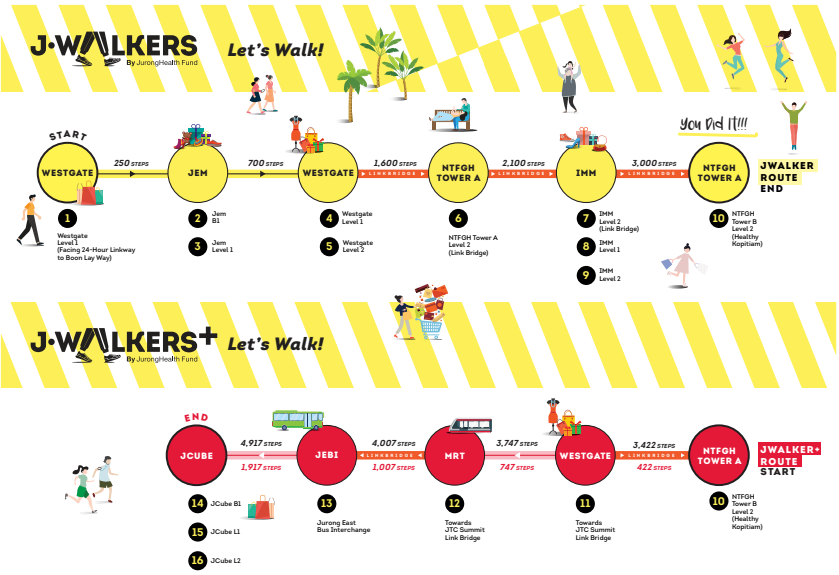 J•WALKERS
By JurongHealth Fund
Let's Walk!
You Did It!!!
START
250 STEPS
700 STEPS
1,600 STEPS
2,100 STEPS
3,000 STEPS
WESTGATE
JEM
WESTGATE
LINKBRIDGE
NTFGH
TOWER A
LINKBRIDGE
IMM
LINKBRIDGE
NTFGH
TOWER A
JWALKER
ROUTE
END
1
Westgate
Level 1
(Facing 24-Hour Linkway
to Boon Lay Way)
2
Jem
B1
3
Jem
Level 1
4
Westgate
Level 1
5
Westgate
Level 2
6
NTFGH Tower A
Level 2
(Link Bridge)
7
IMM
Level 2
(Link Bridge)
8
IMM
Level 1
9
IMM
Level 2
10
NTFGH
Tower B
Level 2
(Healthy
Kopitiam)
J•WALKERS+
By JurongHealth Fund
Let's Walk!
END
4,917 STEPS
4,007 STEPS
3,747 STEPS
3,422 STEPS
JCUBE
JEBI
LINKBRIDGE
MRT
WESTGATE
LINKBRIDGE
NTFGH
TOWER A
JWALKER+
ROUTE
START
1,917 STEPS
1,007 STEPS
747 STEPS
422 STEPS
14
JCube B1
15
JCube L1
16
JCube L2
13
Jurong East
Bus Interchange
12
Towards
JTC Summit
Link Bridge
11
Towards
JTC Summit
Link Bridge
10
NTFGH
Tower B
Level 2
(Healthy
Kopitiam)